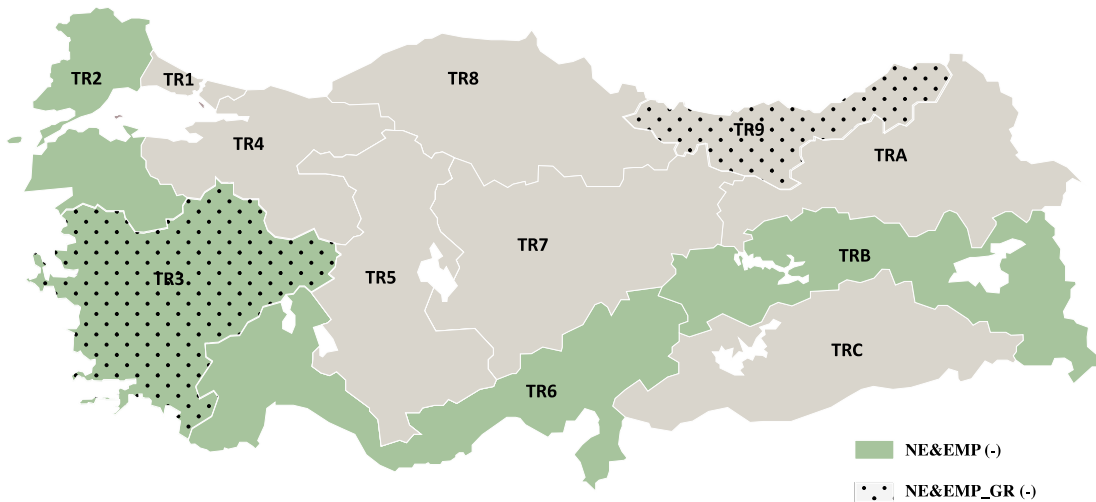 TR8
TR2
TR1
TR9
TR4
TRA
TR7
TRB
TR3
TR5
TRC
TR6
NE&EMP (-)
NE&EMP_GR (-)